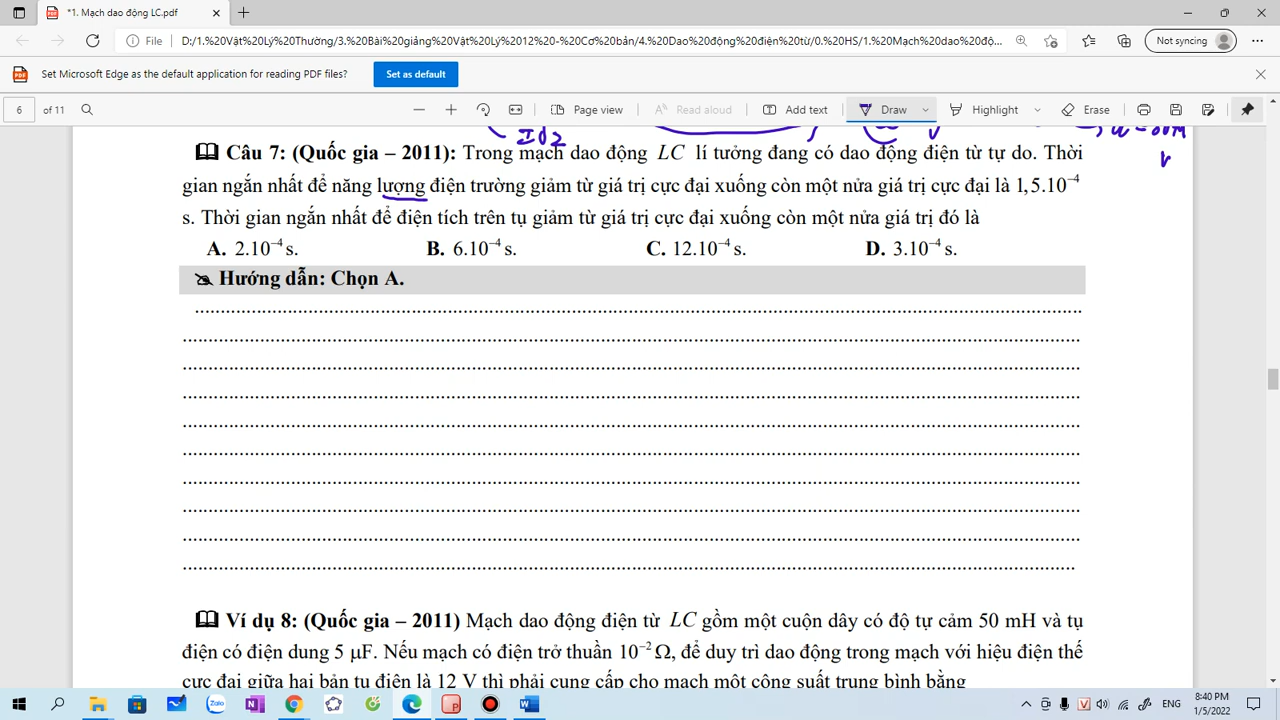 *1. Mạch dao động LC.pdf
File D:/1.%20Vật%20Lý%20Thường/3.%20Bài%20giảng%20Vật%20Lý%2012%20-%20Cơ%20bản/4.%20Dao%20động%20điện%20từ/0.%20HS/1.%20Mạch%20dao%20độ... Not syncing
Set Microsoft Edge as the default application for reading PDF files? Set as default
6 of 11 Page view Read aloud Add text Draw Highlight Erase
I02
Câu 7: (Quốc gia – 2011): Trong mạch dao động LC lí tưởng đang có dao động điện từ tự do. Thời
gian ngắn nhất để năng lượng điện trường giảm từ giá trị cực đại xuống còn một nửa giá trị cực đại là 1,5.10⁻⁴
s. Thời gian ngắn nhất để điện tích trên tụ giảm từ giá trị cực đại xuống còn một nửa giá trị đó là
A. 2.10⁻⁴ s. B. 6.10⁻⁴ s. C. 12.10⁻⁴ s. D. 3.10⁻⁴ s.
Hướng dẫn: Chọn A.
Ví dụ 8: (Quốc gia – 2011) Mạch dao động điện từ LC gồm một cuộn dây có độ tự cảm 50 mH và tụ
điện có điện dung 5 μF. Nếu mạch có điện trở thuần 10⁻² Ω, để duy trì dao động trong mạch với hiệu điện thế
cực đại giữa hai bản tụ điện là 12 V thì phải cung cấp cho mạch một công suất trung bình bằng
Zalo
ENG
8:40 PM
1/5/2022